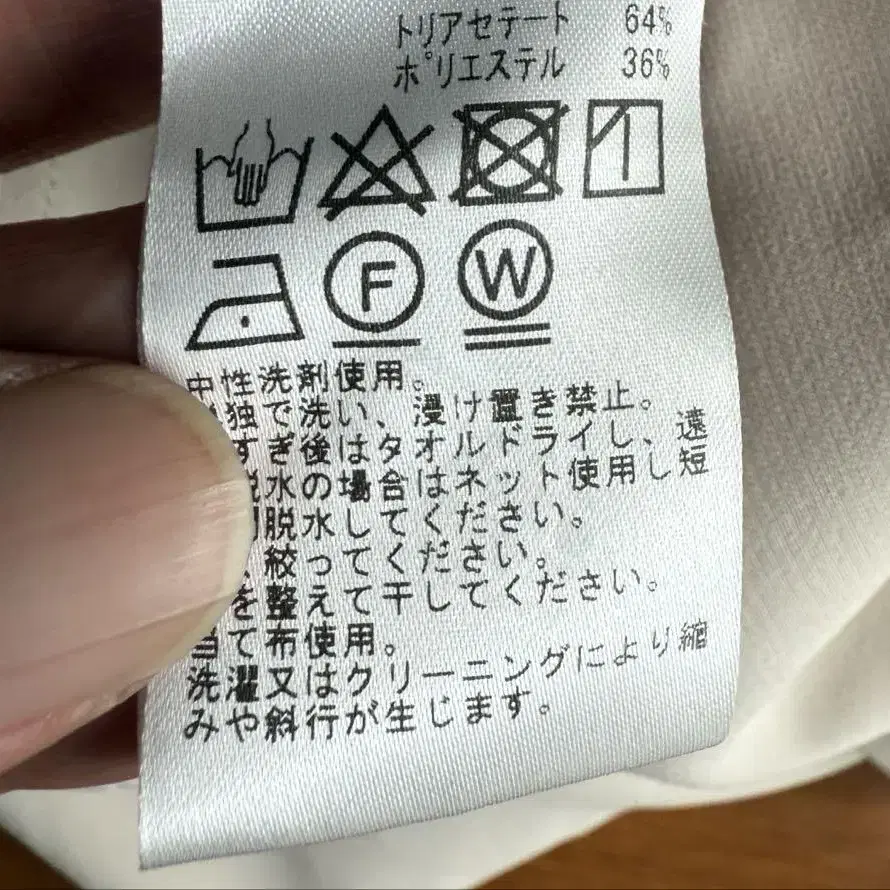 トリアセテート 64%
ポリエステル 36%
F
W
中性洗剤使用。
独で洗い、浸け置き禁止。
すぎ後はタオルドライし、遠
水の場合はネット使用し短
脱水してください。
絞ってください。
を整えて干してください。
当て布使用。
洗濯又はクリーニングにより縮
みや斜行が生じます。